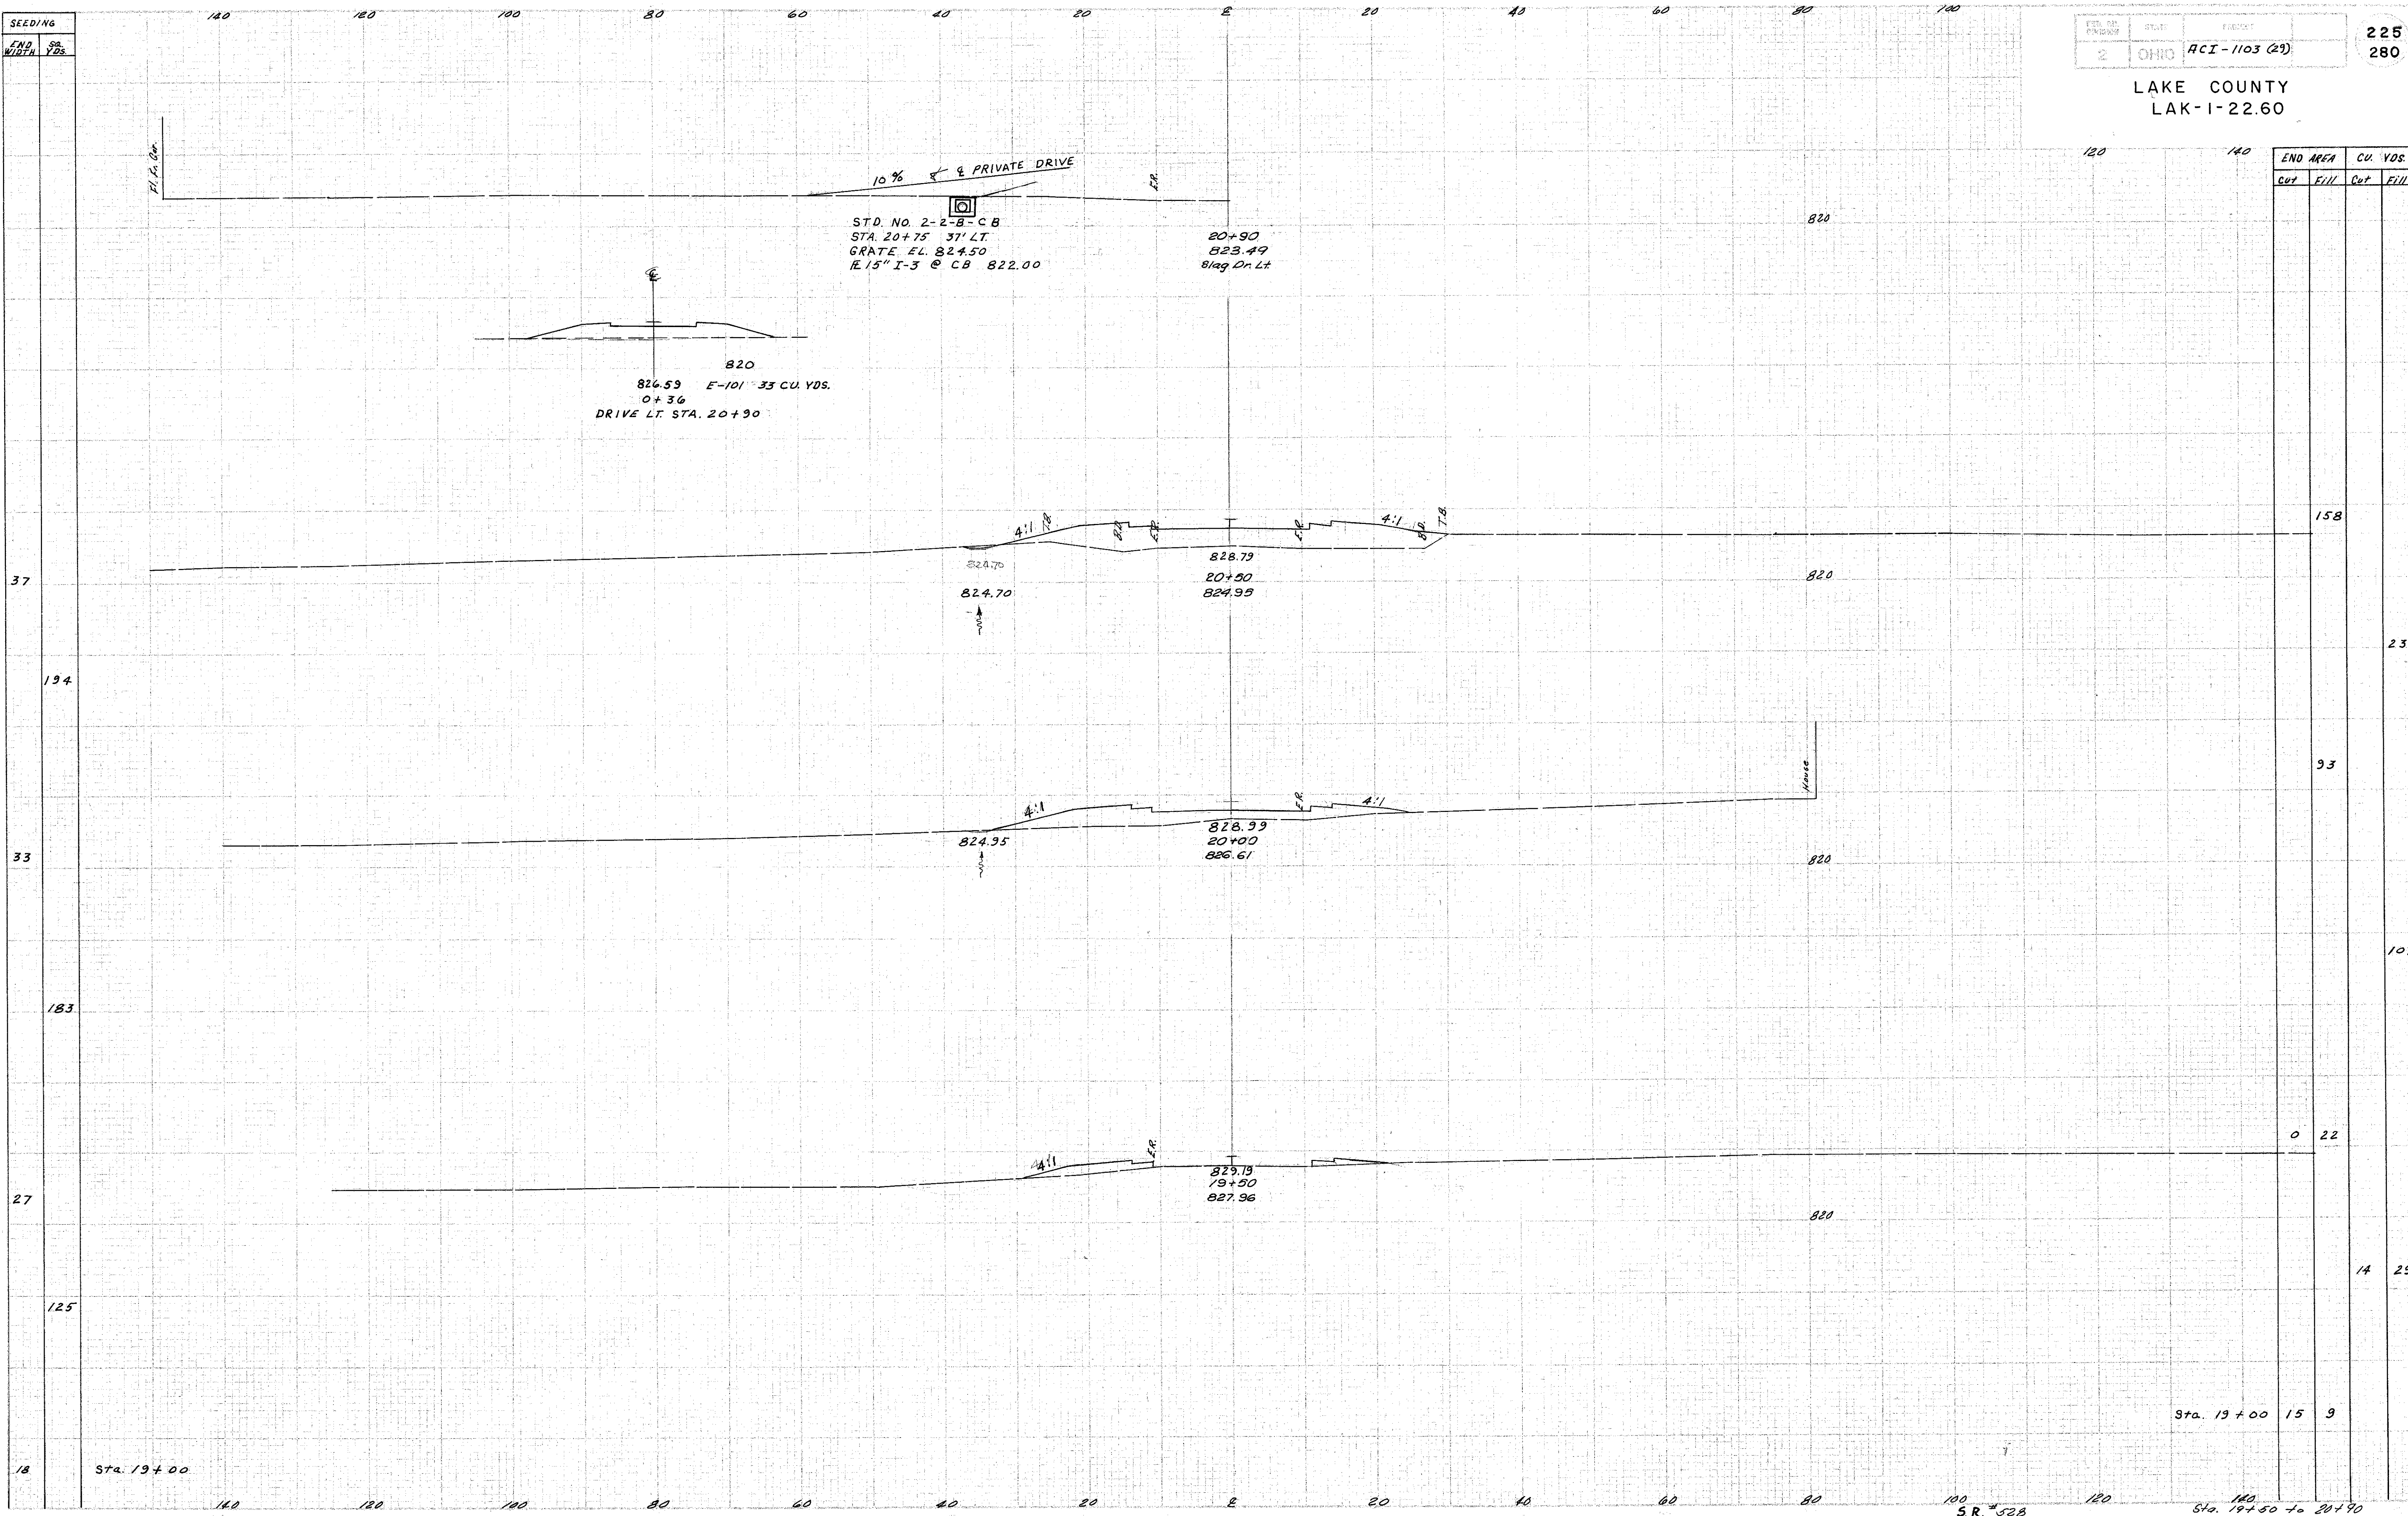 140 120 100 80 60 40 20 ℄ 20 40 60 80 100
SEEDING
END WIDTH
SQ. YDS.
2 OHIO ACI-1103 (29)
225
280
LAKE COUNTY
LAK-1-22.60
120 140
END AREA CU. YDS.
Cut Fill Cut Fill
10% ℄ PRIVATE DRIVE
E.R.
STD. NO. 2-2-B-CB
STA. 20+75 37' LT.
GRATE EL. 824.50
15" I-3 @ CB 822.00
20+90
823.49
Dr. Lt.
820
℄
820
826.59 E-101 33 CU. YDS.
0+36
DRIVE LT. STA. 20+90
158
4:1 T.B. B.D. E.R. E.R. 4:1 B.D. T.B.
828.79
824.70
20+50
824.70
824.95
820
37
23
194
93
House
4:1 E.R. 4:1
828.99
824.95
20+00
826.61
820
33
10
183
0 22
4:1 E.R.
829.19
19+50
827.96
27
820
14 29
125
Sta. 19+00 15 9
18 Sta. 19+00
140 120 100 80 60 40 20 ℄ 20 40 60 80 100 120 140
S.R. #528
Sta. 19+50 to 20+90